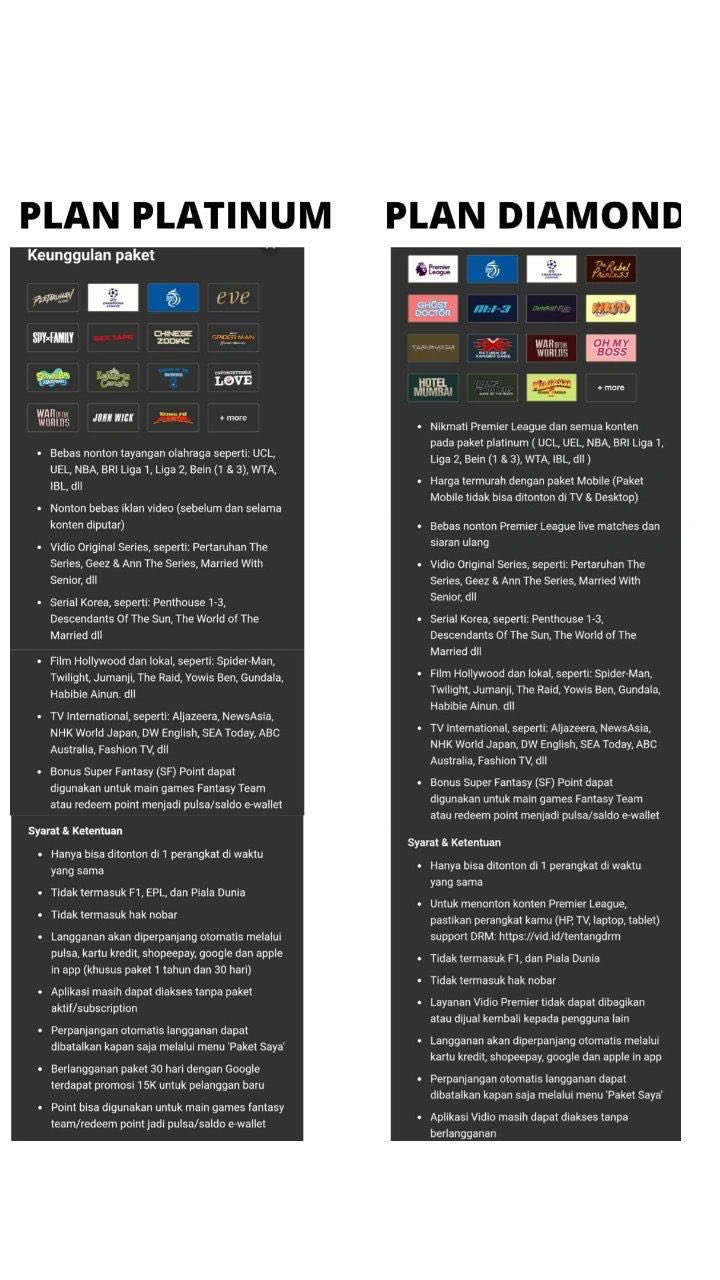 PLAN PLATINUM
Keunggulan paket
PERTARUHAN
CHAMPIONS LEAGUE
eve
SPY×FAMILY
SEX TAPE
CHINESE ZODIAC
SPIDER MAN
UNFORGETTABLE LOVE
WAR OF THE WORLDS
JOHN WICK
KUNG FU
+ more
Bebas nonton tayangan olahraga seperti: UCL,
UEL, NBA, BRI Liga 1, Liga 2, Bein (1 & 3), WTA,
IBL, dll
Nonton bebas iklan video (sebelum dan selama
konten diputar)
Vidio Original Series, seperti: Pertaruhan The
Series, Geez & Ann The Series, Married With
Senior, dll
Serial Korea, seperti: Penthouse 1-3,
Descendants Of The Sun, The World of The
Married dll
Film Hollywood dan lokal, seperti: Spider-Man,
Twilight, Jumanji, The Raid, Yowis Ben, Gundala,
Habibie Ainun. dll
TV International, seperti: Aljazeera, NewsAsia,
NHK World Japan, DW English, SEA Today, ABC
Australia, Fashion TV, dll
Bonus Super Fantasy (SF) Point dapat
digunakan untuk main games Fantasy Team
atau redeem point menjadi pulsa/saldo e-wallet
Syarat & Ketentuan
Hanya bisa ditonton di 1 perangkat di waktu
yang sama
Tidak termasuk F1, EPL, dan Piala Dunia
Tidak termasuk hak nobar
Langganan akan diperpanjang otomatis melalui
pulsa, kartu kredit, shopeepay, google dan apple
in app (khusus paket 1 tahun dan 30 hari)
Aplikasi masih dapat diakses tanpa paket
aktif/subscription
Perpanjangan otomatis langganan dapat
dibatalkan kapan saja melalui menu 'Paket Saya'
Berlangganan paket 30 hari dengan Google
terdapat promosi 15K untuk pelanggan baru
Point bisa digunakan untuk main games fantasy
team/redeem point jadi pulsa/saldo e-wallet
PLAN DIAMOND
Premier League
CHAMPIONS LEAGUE
The Rebel Princess
GHOST DOCTOR
M:I-3
NARUTO
TERMINATOR
xXx RETURN OF XANDER CAGE
WAR OF THE WORLDS
OH MY BOSS
HOTEL MUMBAI
TRANSFORMERS
MADAGASCAR
+ more
Nikmati Premier League dan semua konten
pada paket platinum ( UCL, UEL, NBA, BRI Liga 1,
Liga 2, Bein (1 & 3), WTA, IBL, dll )
Harga termurah dengan paket Mobile (Paket
Mobile tidak bisa ditonton di TV & Desktop)
Bebas nonton Premier League live matches dan
siaran ulang
Vidio Original Series, seperti: Pertaruhan The
Series, Geez & Ann The Series, Married With
Senior, dll
Serial Korea, seperti: Penthouse 1-3,
Descendants Of The Sun, The World of The
Married dll
Film Hollywood dan lokal, seperti: Spider-Man,
Twilight, Jumanji, The Raid, Yowis Ben, Gundala,
Habibie Ainun. dll
TV International, seperti: Aljazeera, NewsAsia,
NHK World Japan, DW English, SEA Today, ABC
Australia, Fashion TV, dll
Bonus Super Fantasy (SF) Point dapat
digunakan untuk main games Fantasy Team
atau redeem point menjadi pulsa/saldo e-wallet
Syarat & Ketentuan
Hanya bisa ditonton di 1 perangkat di waktu
yang sama
Untuk menonton konten Premier League,
pastikan perangkat kamu (HP, TV, laptop, tablet)
support DRM: https://vid.id/tentangdrm
Tidak termasuk F1, dan Piala Dunia
Tidak termasuk hak nobar
Layanan Vidio Premier tidak dapat dibagikan
atau dijual kembali kepada pengguna lain
Langganan akan diperpanjang otomatis melalui
kartu kredit, shopeepay, google dan apple in app
Perpanjangan otomatis langganan dapat
dibatalkan kapan saja melalui menu 'Paket Saya'
Aplikasi Vidio masih dapat diakses tanpa
berlangganan